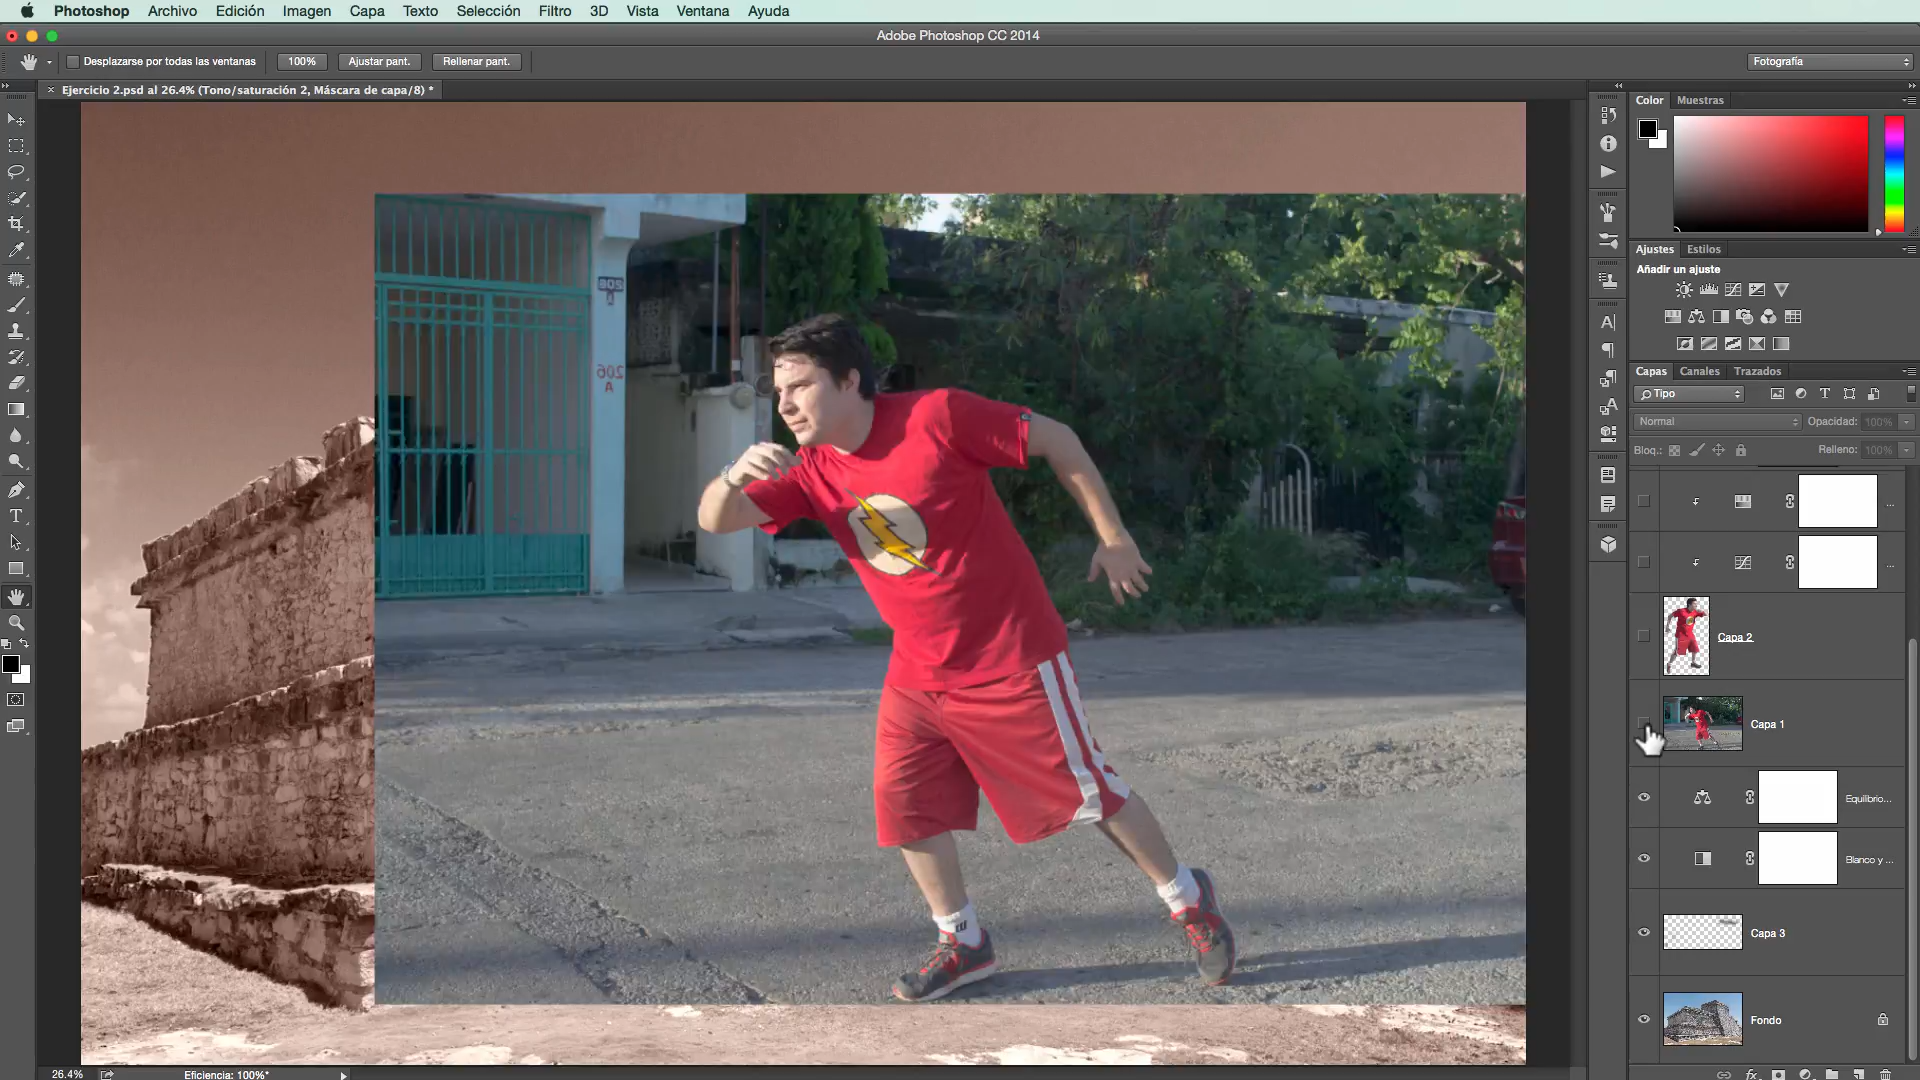 Photoshop Archivo Edición Imagen Capa Texto Selección Filtro 3D Vista Ventana Ayuda
Adobe Photoshop CC 2014
Desplazarse por todas las ventanas 100% Ajustar pant. Rellenar pant. Fotografía
Ejercicio 2.psd al 26.4% (Tono/saturación 2, Máscara de capa/8) *
Color Muestras
Ajustes Estilos
Añadir un ajuste
Capas Canales Trazados
Tipo
Normal Opacidad: 100%
Bloq.: Relleno: 100%
...
...
Capa 2
Capa 1
Equilibrio...
Blanco y ...
Capa 3
Fondo
26.4% Eficiencia: 100%*